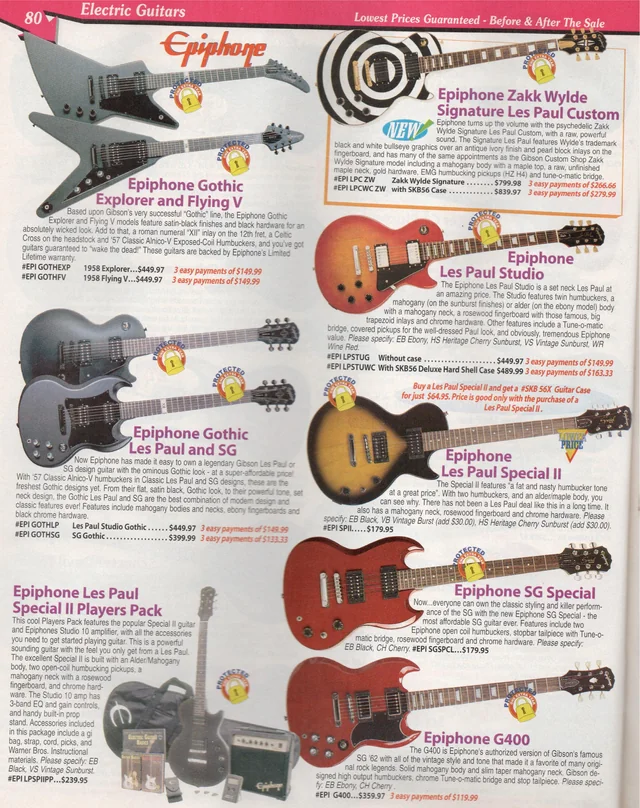 80
Electric Guitars
Lowest Prices Guaranteed - Before & After The Sale
Epiphone
PROTECTED
1
PROTECTED
1
Epiphone Gothic
Explorer and Flying V
Based upon Gibson's very successful "Gothic" line, the Epiphone Gothic
Explorer and Flying V models feature satin-black finishes and black hardware for an
absolutely wicked look. Add to that, a roman numeral "XII" inlay on the 12th fret, a Celtic
Cross on the headstock and '57 Classic Alnico-V Exposed-Coil Humbuckers, and you've got
guitars guaranteed to "wake the dead!" These guitars are backed by Epiphone's Limited
Lifetime warranty.
#EPI GOTHEXP 1958 Explorer...$449.97 3 easy payments of $149.99
#EPI GOTHFV 1958 Flying V...$449.97 3 easy payments of $149.99
PROTECTED
1
PROTECTED
1
Epiphone Gothic
Les Paul and SG
Now Epiphone has made it easy to own a legendary Gibson Les Paul or
SG design guitar with the ominous Gothic look - at a super-affordable price!
With '57 Classic Alnico-V humbuckers in Classic Les Paul and SG designs, these are the
freshest Gothic designs yet. From their flat, satin black, Gothic look, to their powerful tone, set
neck design, the Gothic Les Paul and SG are the best combination of modern design and
classic features ever! Features include mahogany bodies and necks, ebony fingerboards and
black chrome hardware.
#EPI GOTHLP Les Paul Studio Gothic ......$449.97 3 easy payments of $149.99
#EPI GOTHSG SG Gothic ......................$399.99 3 easy payments of $133.33
Epiphone Les Paul
Special II Players Pack
This cool Players Pack features the popular Special II guitar
and Epiphones Studio 10 amplifier, with all the accessories
you need to get started playing guitar. This is a powerful
sounding guitar with the feel you only get from a Les Paul.
The excellent Special II is built with an Alder/Mahogany
body, two open-coil humbucking pickups, a
mahogany neck with a rosewood
fingerboard, and chrome hard-
ware. The Studio 10 amp has
3-band EQ and gain controls,
and handy built-in prop
stand. Accessories included
in this package include a gi
bag, strap, cord, picks, and
Warner Bros. instructional
materials. Please specify: EB
Black, VS Vintage Sunburst.
#EPI LPSPIIPP...$239.95
PROTECTED
1
Epiphone
PROTECTED
1
Epiphone Zakk Wylde
Signature Les Paul Custom
NEW
Epiphone turns up the volume with the psychedelic Zakk
Wylde Signature Les Paul Custom, with a raw, powerful
sound. The Signature Les Paul features Wylde's trademark
black and white bullseye graphics over an antique ivory finish and pearl block inlays on the
fingerboard, and has many of the same appointments as the Gibson Custom Shop Zakk
Wylde Signature model including a mahogany body with a maple top, a raw, unfinished
maple neck, gold hardware, EMG humbucking pickups (HZ H4) and tune-o-matic bridge.
#EPI LPC ZW Zakk Wylde Signature ........$799.98 3 easy payments of $266.66
#EPI LPCWC ZW with SKB56 Case .........$839.97 3 easy payments of $279.99
PROTECTED
1
Epiphone
Les Paul Studio
The Epiphone Les Paul Studio is a set neck Les Paul at
an amazing price. The Studio features twin humbuckers, a
mahogany (on the sunburst finishes) or alder (on the ebony model) body
with a mahogany neck, a rosewood fingerboard with those famous, big
trapezoid inlays and chrome hardware. Other features include a Tune-o-matic
bridge, covered pickups for the well-dressed Paul look, and obviously, tremendous Epiphone
value. Please specify: EB Ebony, HS Heritage Cherry Sunburst, VS Vintage Sunburst, WR
Wine Red.
#EPI LPSTUG Without case ........................$449.97 3 easy payments of $149.99
#EPI LPSTUWC With SKB56 Deluxe Hard Shell Case $489.99 3 easy payments of $163.33
Buy a Les Paul Special II and get a #SKB 56X Guitar Case
for just $64.95. Price is good only with the purchase of a
Les Paul Special II.
PROTECTED
1
PRICE
Epiphone
Les Paul Special II
The Special II features "a fat and nasty humbucker tone
at a great price". With two humbuckers, and an alder/maple body, you
can see why. There has not been a Les Paul deal like this in a long time. It
also has a mahogany neck, rosewood fingerboard and chrome hardware. Please
specify: EB Black, VB Vintage Burst (add $30.00), HS Heritage Cherry Sunburst (add $30.00).
#EPI SPII.....$179.95
PROTECTED
1
Epiphone SG Special
Now...everyone can own the classic styling and killer perform-
ance of the SG with the new Epiphone SG Special - the
most affordable SG guitar ever. Features include two
Epiphone open coil humbuckers, stopbar tailpiece with Tune-o-
matic bridge, rosewood fingerboard and chrome hardware. Please specify:
EB Black, CH Cherry. #EPI SGSPCL...$179.95
PROTECTED
1
Epiphone G400
The G400 is Epiphone's authorized version of Gibson's famous
SG '62 with all of the vintage style and tone that made it a favorite of many origi-
nal rock legends. Solid mahogany body and slim taper mahogany neck, Gibson de-
signed high output humbuckers, chrome Tune-o-matic bridge and stop tailpiece. Please speci-
fy: EB Ebony, CH Cherry.
#EPI G400...$359.97 3 easy payments of $119.99